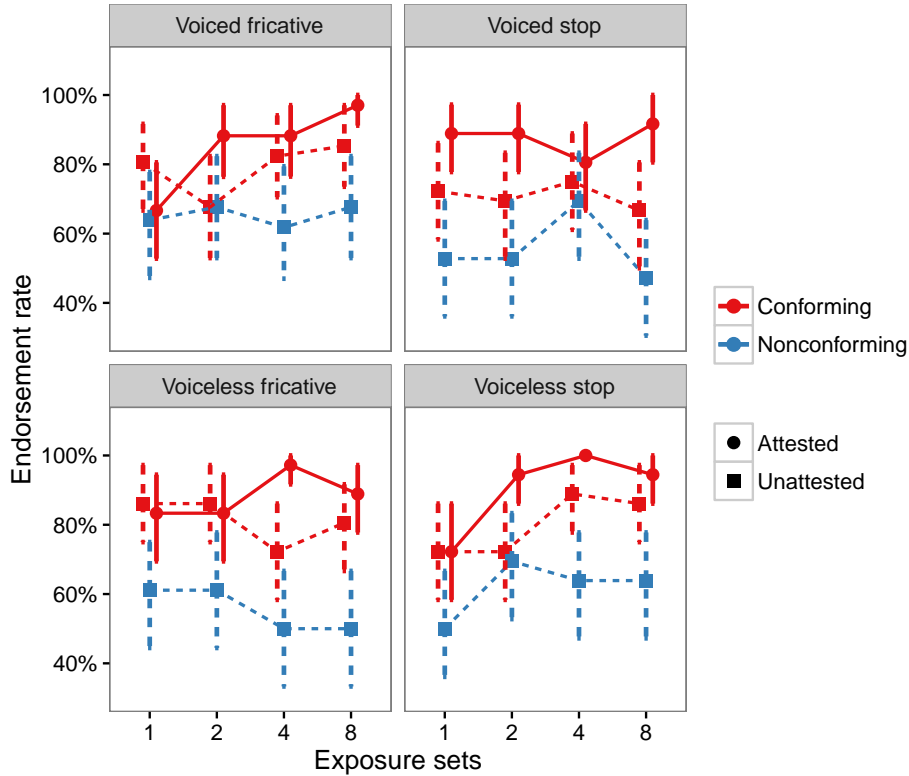 Voiced fricative
Voiced stop
100%
80%
60%
40%
Voiceless fricative
Voiceless stop
100%
80%
60%
40%
1 2 4 8
1 2 4 8
Exposure sets
Endorsement rate
Conforming
Nonconforming
Attested
Unattested